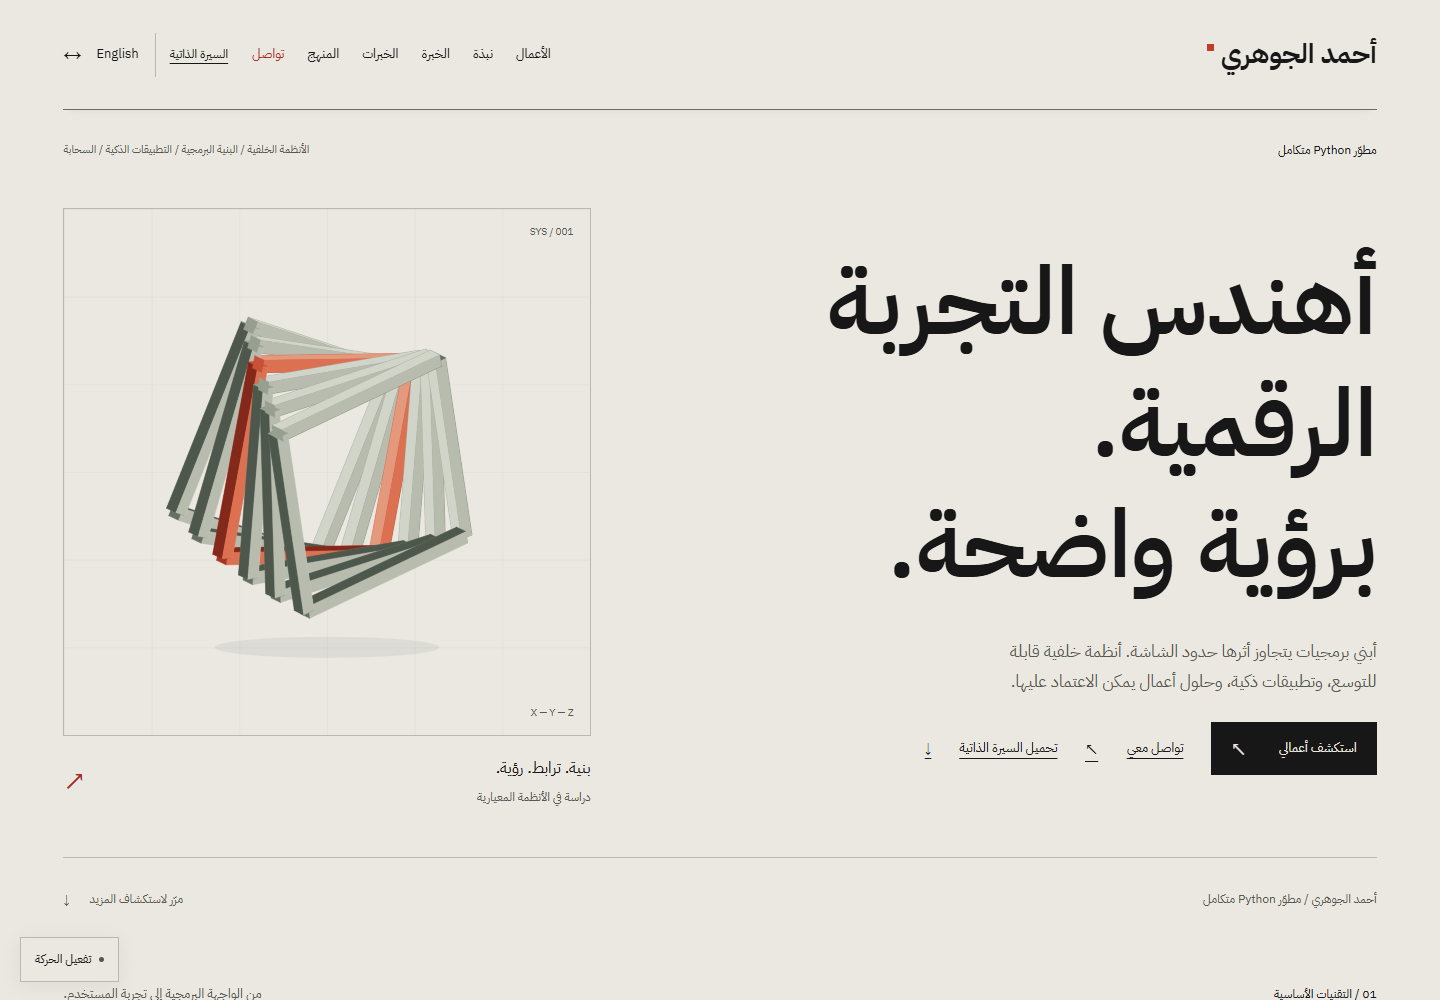 أحمد الجوهري
الأعمال نبذة الخبرة الخبرات المنهج تواصل السيرة الذاتية English ↔
مطوّر Python متكامل
الأنظمة الخلفية / البنية البرمجية / التطبيقات الذكية / السحابة
أهندس التجربة
الرقمية.
برؤية واضحة.
أبني برمجيات يتجاوز أثرها حدود الشاشة. أنظمة خلفية قابلة
للتوسع، وتطبيقات ذكية، وحلول أعمال يمكن الاعتماد عليها.
استكشف أعمالي ↖ تواصل معي ↖ تحميل السيرة الذاتية ↓
SYS / 001
X — Y — Z
بنية. ترابط. رؤية.
دراسة في الأنظمة المعيارية
↗
أحمد الجوهري / مطوّر Python متكامل
مرّر لاستكشاف المزيد ↓
تفعيل الحركة
01 / التقنيات الأساسية
من الواجهة البرمجية إلى تجربة المستخدم.